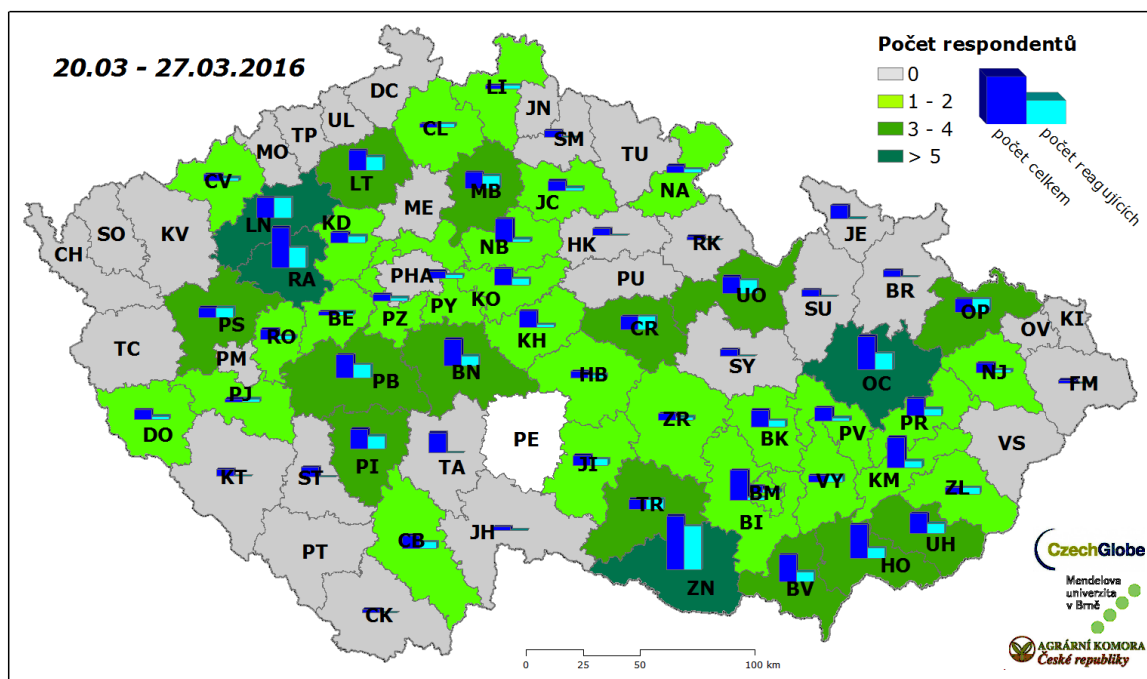 20.03 - 27.03.2016
Počet respondentů
0
1 - 2
3 - 4
> 5
počet celkem
počet reagujících
DC
LI
JN
UL
CL
SM
TP
MO
TU
LT
CV
MB
JC
NA
ME
LN
KD
SO
KV
CH
NB
HK
RK
JE
RA
PHA
PY
KO
PU
UO
SU
BR
PS
BE
PZ
KH
CR
OP
OV
KI
RO
TC
PM
SY
PB
BN
HB
OC
NJ
FM
PJ
DO
ZR
BK
PV
PR
PE
VS
KT
ST
PI
TA
JI
BM
VY
KM
ZL
TR
BI
CB
JH
UH
PT
HO
ZN
BV
CK
CzechGlobe
Mendelova
univerzita
v Brně
AGRÁRNÍ KOMORA
České republiky
0 25 50 100 km